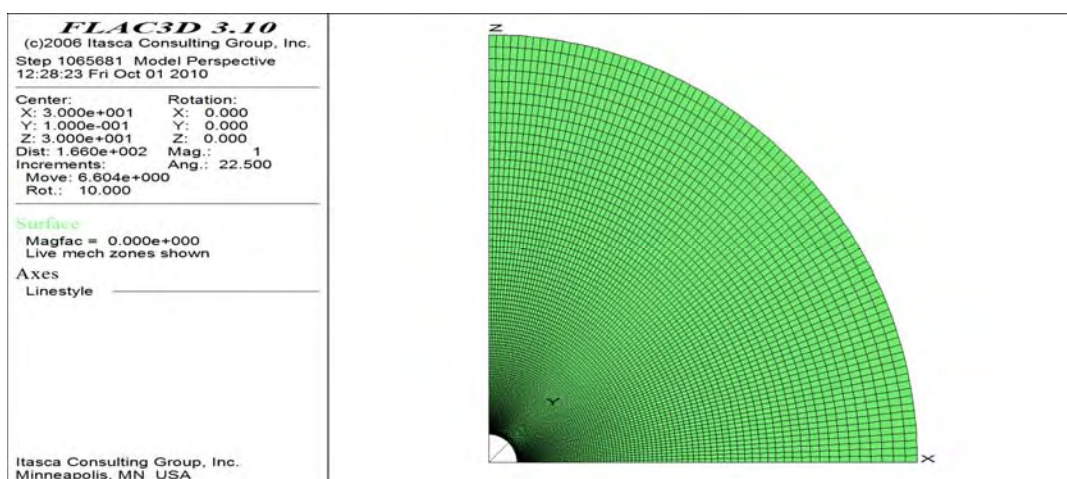 FLAC3D 3.10
(c)2006 Itasca Consulting Group, Inc.
Step 1065681 Model Perspective
12:28:23 Fri Oct 01 2010
Center: Rotation:
X: 3.000e+001 X: 0.000
Y: 1.000e-001 Y: 0.000
Z: 3.000e+001 Z: 0.000
Dist: 1.660e+002 Mag.: 1
Increments: Ang.: 22.500
Move: 6.604e+000
Rot.: 10.000
Surface
Magfac = 0.000e+000
Live mech zones shown
Axes
Linestyle
Itasca Consulting Group, Inc.
Minneapolis, MN USA
Z
Y
X